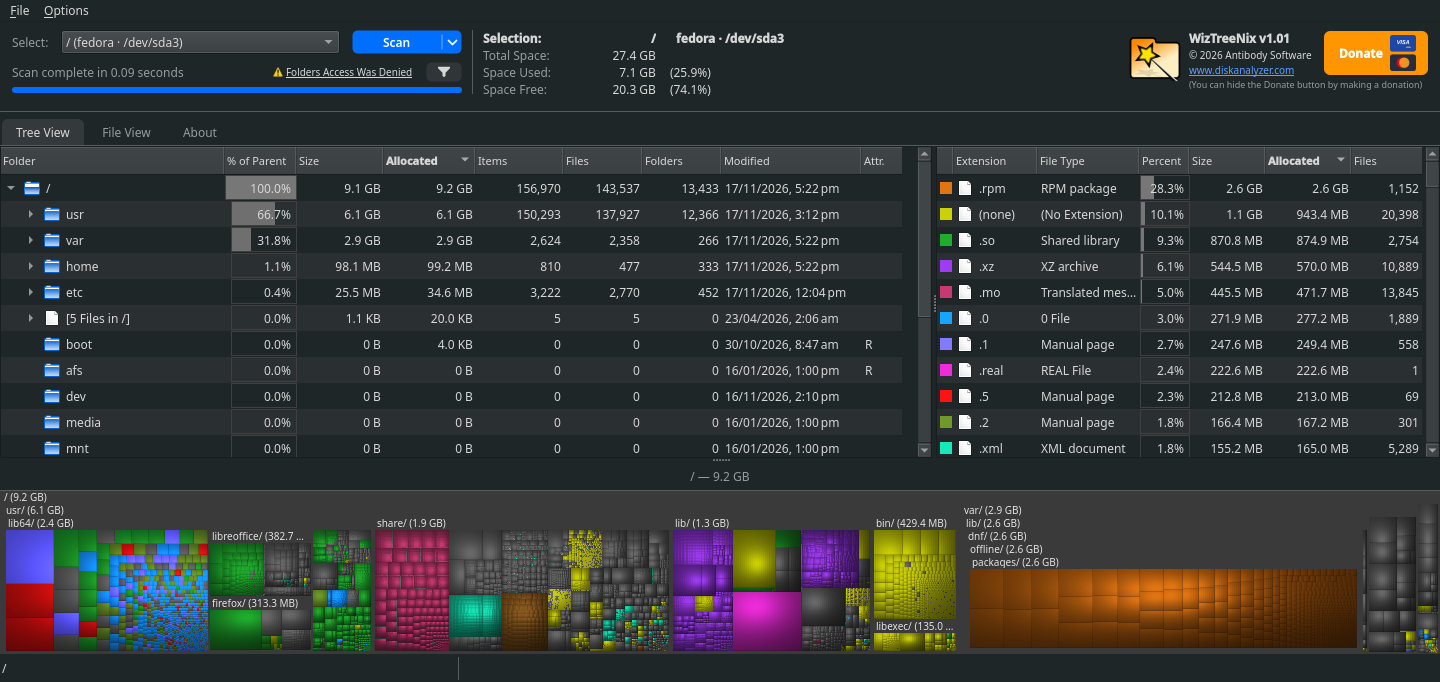 File Options
Select: / (fedora · /dev/sda3) Scan
Scan complete in 0.09 seconds Folders Access Was Denied
Selection: / fedora · /dev/sda3
Total Space: 27.4 GB
Space Used: 7.1 GB (25.9%)
Space Free: 20.3 GB (74.1%)
WizTreeNix v1.01
© 2026 Antibody Software
www.diskanalyzer.com
(You can hide the Donate button by making a donation)
Donate VISA
Tree View File View About
Folder % of Parent Size Allocated Items Files Folders Modified Attr.
/ 100.0% 9.1 GB 9.2 GB 156,970 143,537 13,433 17/11/2026, 5:22 pm
usr 66.7% 6.1 GB 6.1 GB 150,293 137,927 12,366 17/11/2026, 3:12 pm
var 31.8% 2.9 GB 2.9 GB 2,624 2,358 266 17/11/2026, 5:22 pm
home 1.1% 98.1 MB 99.2 MB 810 477 333 17/11/2026, 5:22 pm
etc 0.4% 25.5 MB 34.6 MB 3,222 2,770 452 17/11/2026, 12:04 pm
[5 Files in /] 0.0% 1.1 KB 20.0 KB 5 5 0 23/04/2026, 2:06 am
boot 0.0% 0 B 4.0 KB 0 0 0 30/10/2026, 8:47 am R
afs 0.0% 0 B 0 B 0 0 0 16/01/2026, 1:00 pm R
dev 0.0% 0 B 0 B 0 0 0 16/11/2026, 2:10 pm
media 0.0% 0 B 0 B 0 0 0 16/01/2026, 1:00 pm
mnt 0.0% 0 B 0 B 0 0 0 16/01/2026, 1:00 pm
Extension File Type Percent Size Allocated Files
.rpm RPM package 28.3% 2.6 GB 2.6 GB 1,152
(none) (No Extension) 10.1% 1.1 GB 943.4 MB 20,398
.so Shared library 9.3% 870.8 MB 874.9 MB 2,754
.xz XZ archive 6.1% 544.5 MB 570.0 MB 10,889
.mo Translated mes... 5.0% 445.5 MB 471.7 MB 13,845
.0 0 File 3.0% 271.9 MB 277.2 MB 1,889
.1 Manual page 2.7% 247.6 MB 249.4 MB 558
.real REAL File 2.4% 222.6 MB 222.6 MB 1
.5 Manual page 2.3% 212.8 MB 213.0 MB 69
.2 Manual page 1.8% 166.4 MB 167.2 MB 301
.xml XML document 1.8% 155.2 MB 165.0 MB 5,289
/ — 9.2 GB
/ (9.2 GB)
usr/ (6.1 GB)
lib64/ (2.4 GB)
libreoffice/ (382.7 ...
firefox/ (313.3 MB)
share/ (1.9 GB)
lib/ (1.3 GB)
bin/ (429.4 MB)
libexec/ (135.0 ...
var/ (2.9 GB)
lib/ (2.6 GB)
dnf/ (2.6 GB)
offline/ (2.6 GB)
packages/ (2.6 GB)
/